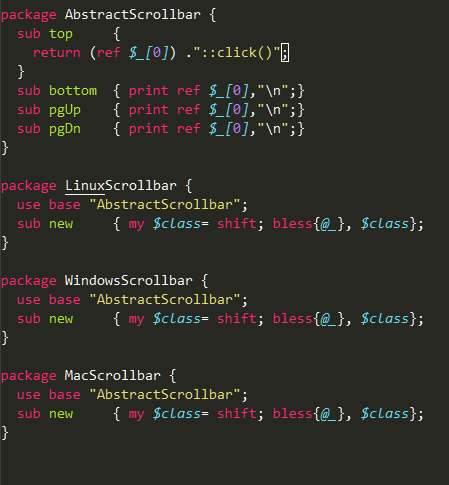 package AbstractScrollbar {
  sub top     {
    return (ref $_[0]) ."::click()";
  }
  sub bottom  { print ref $_[0],"\n";}
  sub pgUp    { print ref $_[0],"\n";}
  sub pgDn    { print ref $_[0],"\n";}
}

package LinuxScrollbar {
  use base "AbstractScrollbar";
  sub new     { my $class= shift; bless{@_}, $class};
}

package WindowsScrollbar {
  use base "AbstractScrollbar";
  sub new     { my $class= shift; bless{@_}, $class};
}

package MacScrollbar {
  use base "AbstractScrollbar";
  sub new     { my $class= shift; bless{@_}, $class};
}